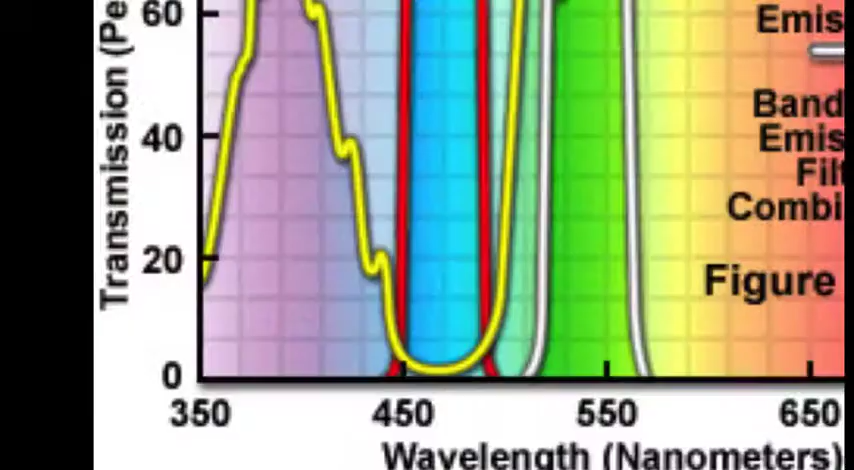 Transmission (Pe
60
40
20
0
350
450
550
650
Wavelength (Nanometers)
Emis
Band
Emis
Filt
Combi
Figure